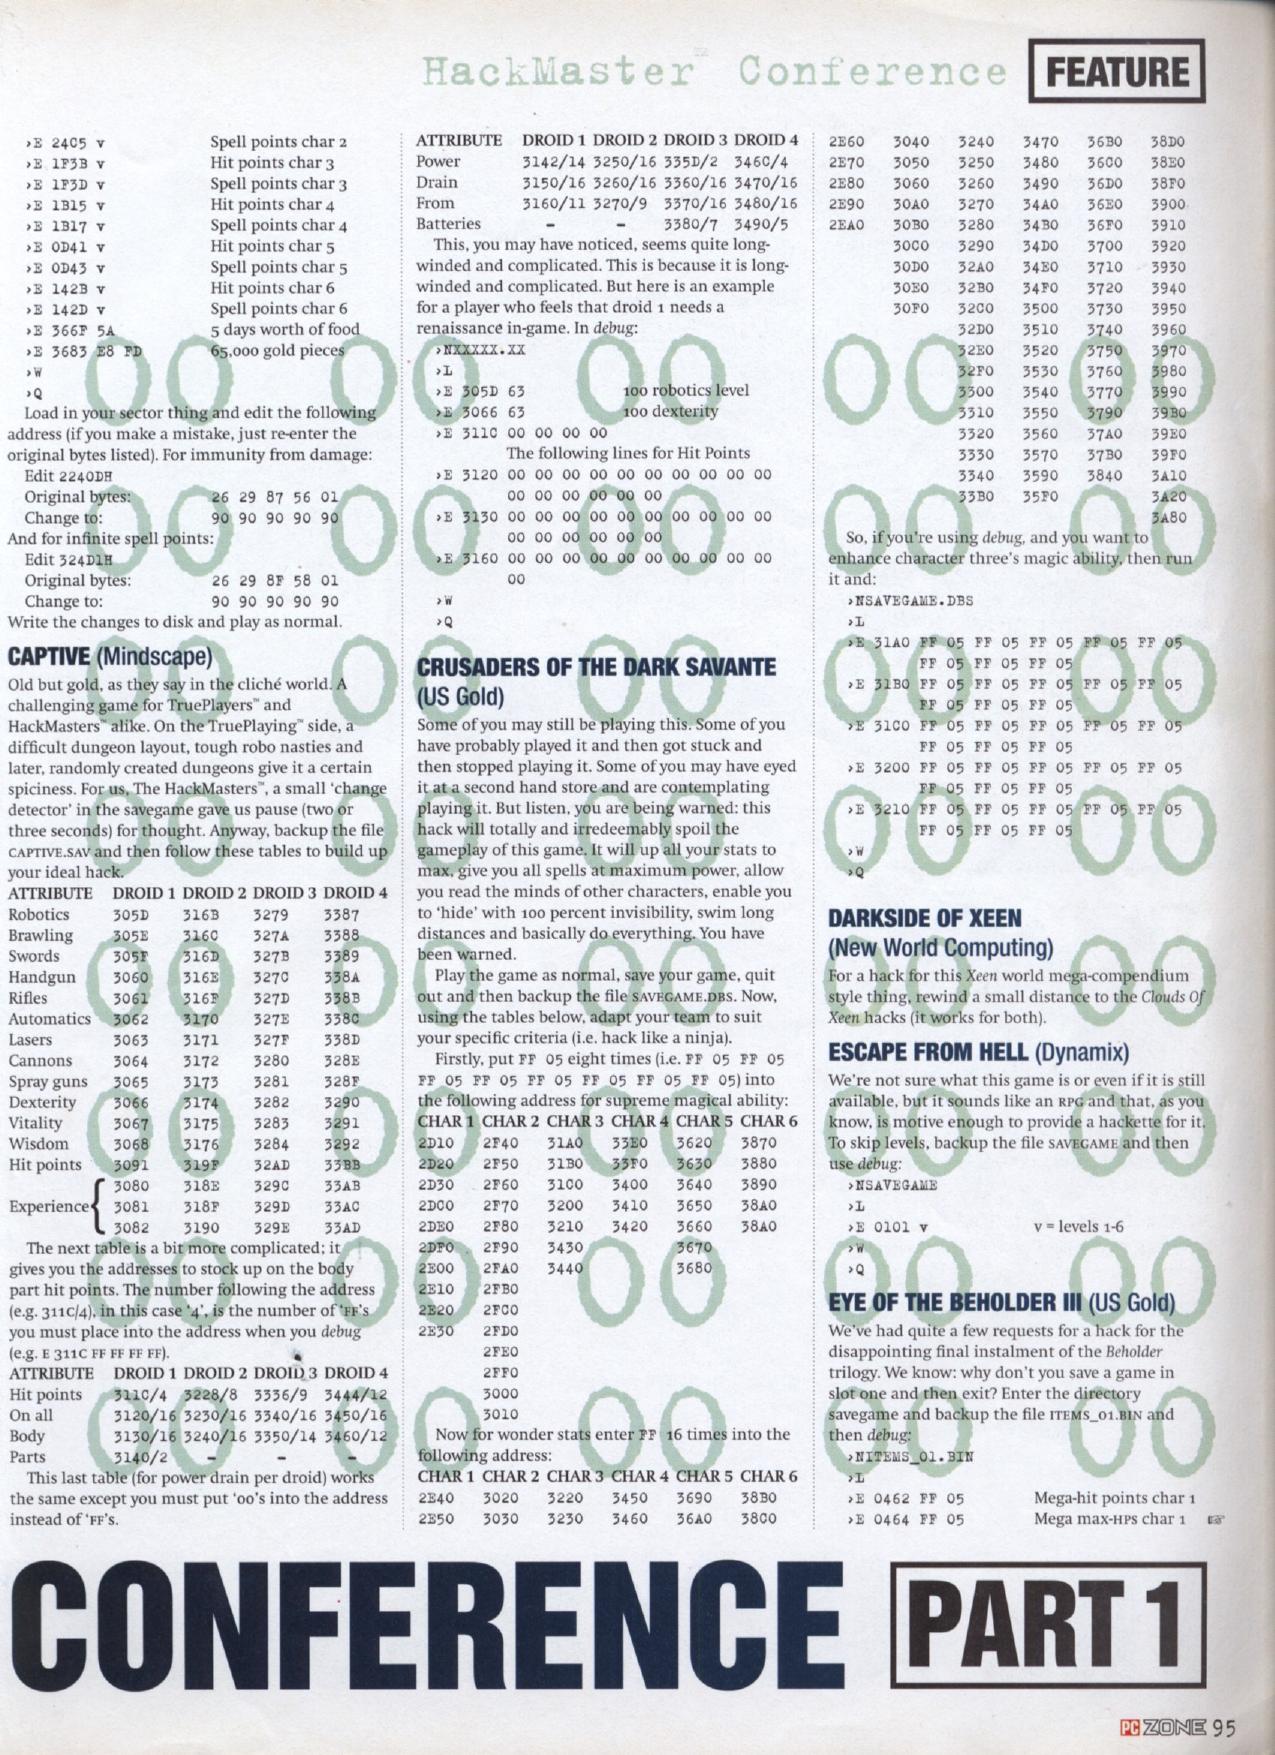 HackMaster™ Conference FEATURE
›E 24C5 v Spell points char 2
›E 1F3B v Hit points char 3
›E 1F3D v Spell points char 3
›E 1B15 v Hit points char 4
›E 1B17 v Spell points char 4
›E 0D41 v Hit points char 5
›E 0D43 v Spell points char 5
›E 142B v Hit points char 6
›E 142D v Spell points char 6
›E 366F 5A 5 days worth of food
›E 3683 E8 FD 65,000 gold pieces
›W
›Q
Load in your sector thing and edit the following
address (if you make a mistake, just re-enter the
original bytes listed). For immunity from damage:
Edit 2240DH
Original bytes: 26 29 87 56 01
Change to: 90 90 90 90 90
And for infinite spell points:
Edit 324D1H
Original bytes: 26 29 8F 58 01
Change to: 90 90 90 90 90
Write the changes to disk and play as normal.
CAPTIVE (Mindscape)
Old but gold, as they say in the cliché world. A
challenging game for TruePlayers™ and
HackMasters™ alike. On the TruePlaying™ side, a
difficult dungeon layout, tough robo nasties and
later, randomly created dungeons give it a certain
spiciness. For us, The HackMasters™, a small 'change
detector' in the savegame gave us pause (two or
three seconds) for thought. Anyway, backup the file
CAPTIVE.SAV and then follow these tables to build up
your ideal hack.
ATTRIBUTE DROID 1 DROID 2 DROID 3 DROID 4
Robotics 305D 316B 3279 3387
Brawling 305E 316C 327A 3388
Swords 305F 316D 327B 3389
Handgun 3060 316E 327C 338A
Rifles 3061 316F 327D 338B
Automatics 3062 3170 327E 338C
Lasers 3063 3171 327F 338D
Cannons 3064 3172 3280 328E
Spray guns 3065 3173 3281 328F
Dexterity 3066 3174 3282 3290
Vitality 3067 3175 3283 3291
Wisdom 3068 3176 3284 3292
Hit points 3091 319F 32AD 33BB
3080 318E 329C 33AB
Experience { 3081 318F 329D 33AC
3082 3190 329E 33AD
The next table is a bit more complicated; it
gives you the addresses to stock up on the body
part hit points. The number following the address
(e.g. 311C/4), in this case '4', is the number of 'FF's
you must place into the address when you debug
(e.g. E 311C FF FF FF FF).
ATTRIBUTE DROID 1 DROID 2 DROID 3 DROID 4
Hit points 311C/4 3228/8 3336/9 3444/12
On all 3120/16 3230/16 3340/16 3450/16
Body 3130/16 3240/16 3350/14 3460/12
Parts 3140/2 – – –
This last table (for power drain per droid) works
the same except you must put '00's into the address
instead of 'FF's.
ATTRIBUTE DROID 1 DROID 2 DROID 3 DROID 4
Power 3142/14 3250/16 335D/2 346C/4
Drain 3150/16 3260/16 3360/16 3470/16
From 3160/11 3270/9 3370/16 3480/16
Batteries – – 3380/7 3490/5
This, you may have noticed, seems quite long-
winded and complicated. This is because it is long-
winded and complicated. But here is an example
for a player who feels that droid 1 needs a
renaissance in-game. In debug:
›NXXXXX.XX
›L
›E 305D 63 100 robotics level
›E 3066 63 100 dexterity
›E 311C 00 00 00 00
The following lines for Hit Points
›E 3120 00 00 00 00 00 00 00 00 00 00
00 00 00 00 00 00
›E 3130 00 00 00 00 00 00 00 00 00 00
00 00 00 00 00 00
›E 3160 00 00 00 00 00 00 00 00 00 00
00
›W
›Q
CRUSADERS OF THE DARK SAVANTE
(US Gold)
Some of you may still be playing this. Some of you
have probably played it and then got stuck and
then stopped playing it. Some of you may have eyed
it at a second hand store and are contemplating
playing it. But listen, you are being warned: this
hack will totally and irredeemably spoil the
gameplay of this game. It will up all your stats to
max, give you all spells at maximum power, allow
you read the minds of other characters, enable you
to 'hide' with 100 percent invisibility, swim long
distances and basically do everything. You have
been warned.
Play the game as normal, save your game, quit
out and then backup the file SAVEGAME.DBS. Now,
using the tables below, adapt your team to suit
your specific criteria (i.e. hack like a ninja).
Firstly, put FF 05 eight times (i.e. FF 05 FF 05
FF 05 FF 05 FF 05 FF 05 FF 05 FF 05) into
the following address for supreme magical ability:
CHAR 1 CHAR 2 CHAR 3 CHAR 4 CHAR 5 CHAR 6
2D10 2F40 31A0 33E0 3620 3870
2D20 2F50 31B0 33F0 3630 3880
2D30 2F60 31C0 3400 3640 3890
2DC0 2F70 3200 3410 3650 38A0
2DE0 2F80 3210 3420 3660 38A0
2DF0 2F90 3430 3670
2E00 2FA0 3440 3680
2E10 2FB0
2E20 2FC0
2E30 2FD0
2FE0
2FF0
3000
3010
Now for wonder stats enter FF 16 times into the
following address:
CHAR 1 CHAR 2 CHAR 3 CHAR 4 CHAR 5 CHAR 6
2E40 3020 3220 3450 3690 38B0
2E50 3030 3230 3460 36A0 38C0
2E60 3040 3240 3470 36B0 38D0
2E70 3050 3250 3480 36C0 38E0
2E80 3060 3260 3490 36D0 38F0
2E90 30A0 3270 34A0 36E0 3900
2EA0 30B0 3280 34B0 36F0 3910
30C0 3290 34D0 3700 3920
30D0 32A0 34E0 3710 3930
30E0 32B0 34F0 3720 3940
30F0 32C0 3500 3730 3950
32D0 3510 3740 3960
32E0 3520 3750 3970
32F0 3530 3760 3980
3300 3540 3770 3990
3310 3550 3790 39B0
3320 3560 37A0 39E0
3330 3570 37B0 39F0
3340 3590 3840 3A10
33B0 35F0 3A20
3A80
So, if you're using debug, and you want to
enhance character three's magic ability, then run
it and:
›NSAVEGAME.DBS
›L
›E 31A0 FF 05 FF 05 FF 05 FF 05 FF 05
FF 05 FF 05 FF 05
›E 31B0 FF 05 FF 05 FF 05 FF 05 FF 05
FF 05 FF 05 FF 05
›E 31C0 FF 05 FF 05 FF 05 FF 05 FF 05
FF 05 FF 05 FF 05
›E 3200 FF 05 FF 05 FF 05 FF 05 FF 05
FF 05 FF 05 FF 05
›E 3210 FF 05 FF 05 FF 05 FF 05 FF 05
FF 05 FF 05 FF 05
›W
›Q
DARKSIDE OF XEEN
(New World Computing)
For a hack for this Xeen world mega-compendium
style thing, rewind a small distance to the Clouds Of
Xeen hacks (it works for both).
ESCAPE FROM HELL (Dynamix)
We're not sure what this game is or even if it is still
available, but it sounds like an RPG and that, as you
know, is motive enough to provide a hackette for it.
To skip levels, backup the file SAVEGAME and then
use debug:
›NSAVEGAME
›L
›E 0101 v v = levels 1-6
›W
›Q
EYE OF THE BEHOLDER III (US Gold)
We've had quite a few requests for a hack for the
disappointing final instalment of the Beholder
trilogy. We know: why don't you save a game in
slot one and then exit? Enter the directory
savegame and backup the file ITEMS_01.BIN and
then debug:
›NITEMS_01.BIN
›L
›E 0462 FF 05 Mega-hit points char 1
›E 0464 FF 05 Mega max-HPs char 1 ☞
CONFERENCE PART 1
PC ZONE 95